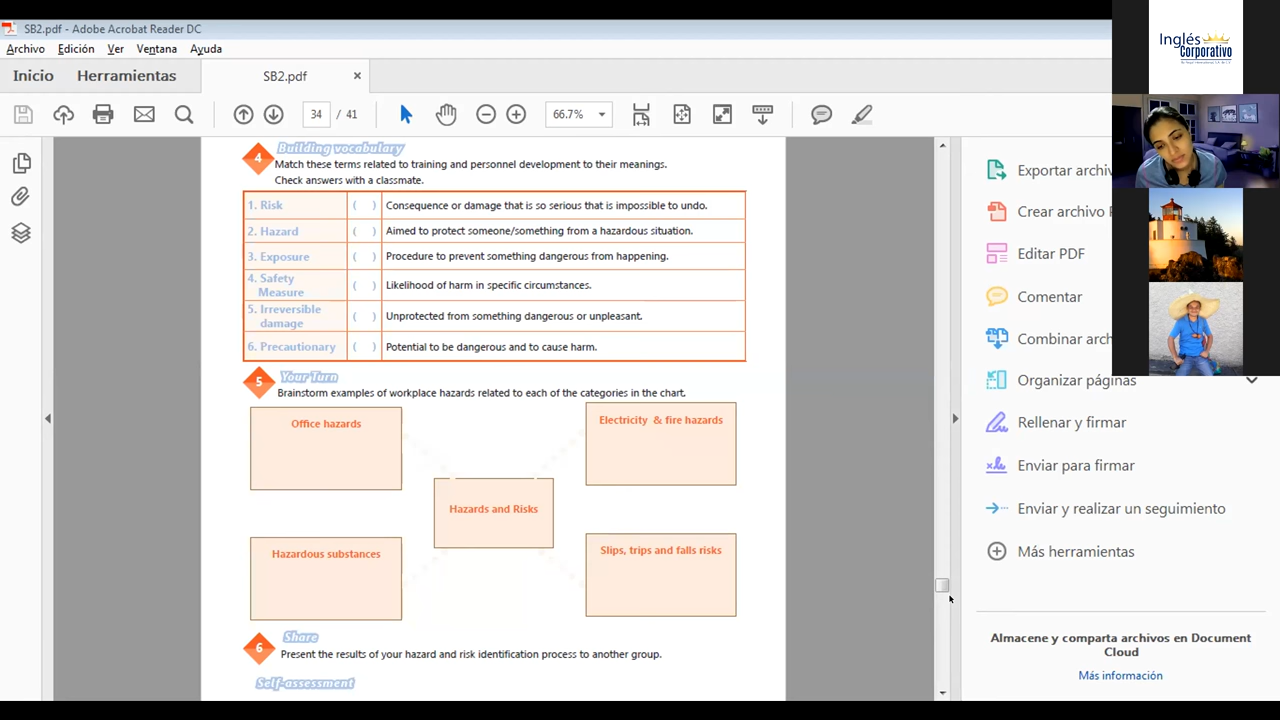 SB2.pdf - Adobe Acrobat Reader DC
Archivo Edición Ver Ventana Ayuda
Inicio Herramientas SB2.pdf ×
34 / 41 66.7%
4 Building vocabulary
Match these terms related to training and personnel development to their meanings.
Check answers with a classmate.
1. Risk ( ) Consequence or damage that is so serious that is impossible to undo.
2. Hazard ( ) Aimed to protect someone/something from a hazardous situation.
3. Exposure ( ) Procedure to prevent something dangerous from happening.
4. Safety
Measure ( ) Likelihood of harm in specific circumstances.
5. Irreversible
damage ( ) Unprotected from something dangerous or unpleasant.
6. Precautionary ( ) Potential to be dangerous and to cause harm.
5 Your Turn
Brainstorm examples of workplace hazards related to each of the categories in the chart.
Office hazards
Electricity & fire hazards
Hazards and Risks
Hazardous substances
Slips, trips and falls risks
6 Share
Present the results of your hazard and risk identification process to another group.
Self-assessment
Exportar archiv
Crear archivo P
Editar PDF
Comentar
Combinar arch
Organizar páginas
Rellenar y firmar
Enviar para firmar
Enviar y realizar un seguimiento
Más herramientas
Almacene y comparta archivos en Document
Cloud
Más información
Inglés
Corporativo